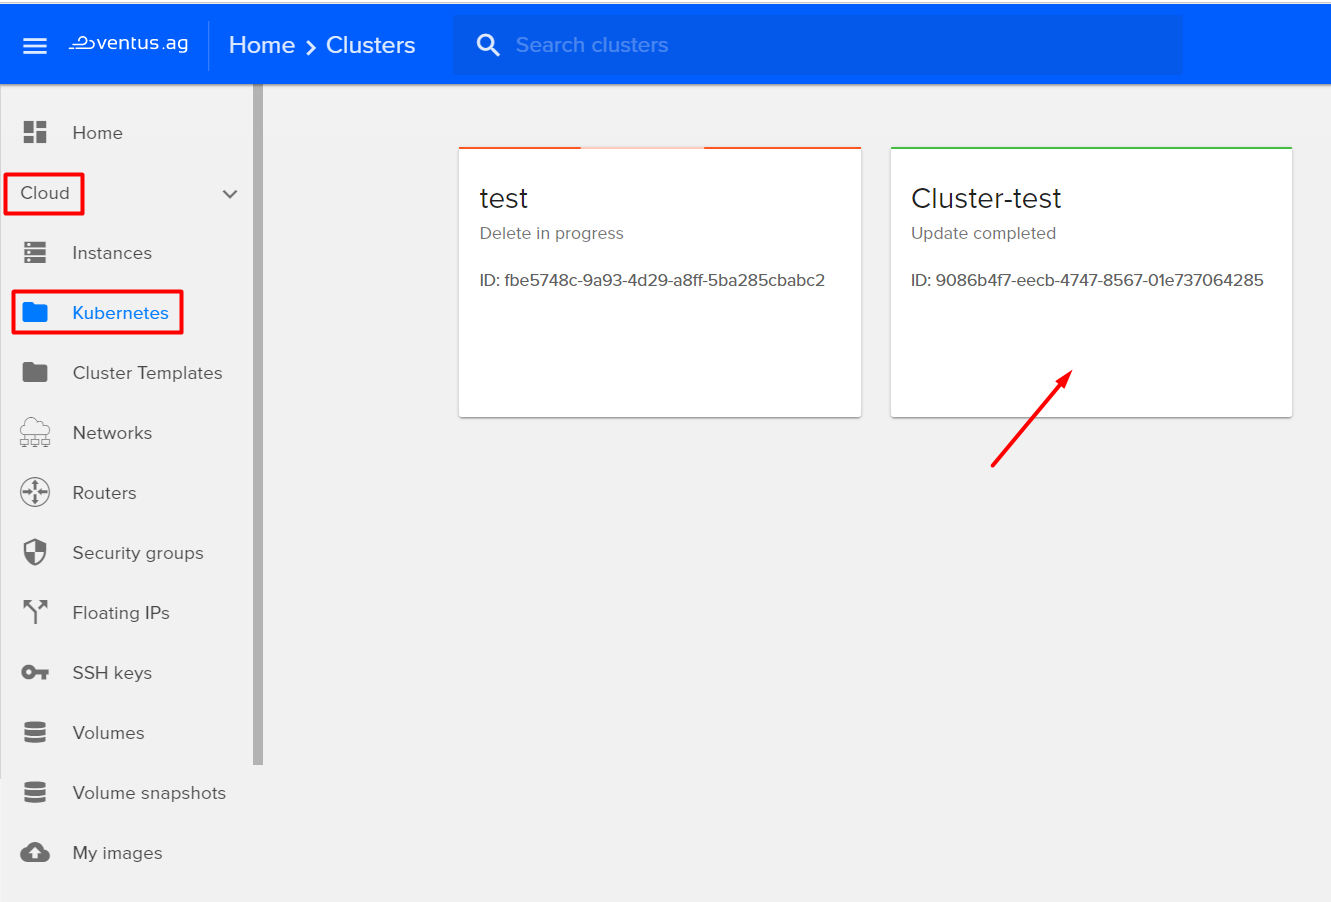 ventus.ag
Home > Clusters
Search clusters
Home
Cloud
Instances
Kubernetes
Cluster Templates
Networks
Routers
Security groups
Floating IPs
SSH keys
Volumes
Volume snapshots
My images
test
Delete in progress
ID: fbe5748c-9a93-4d29-a8ff-5ba285cbabc2
Cluster-test
Update completed
ID: 9086b4f7-eecb-4747-8567-01e737064285